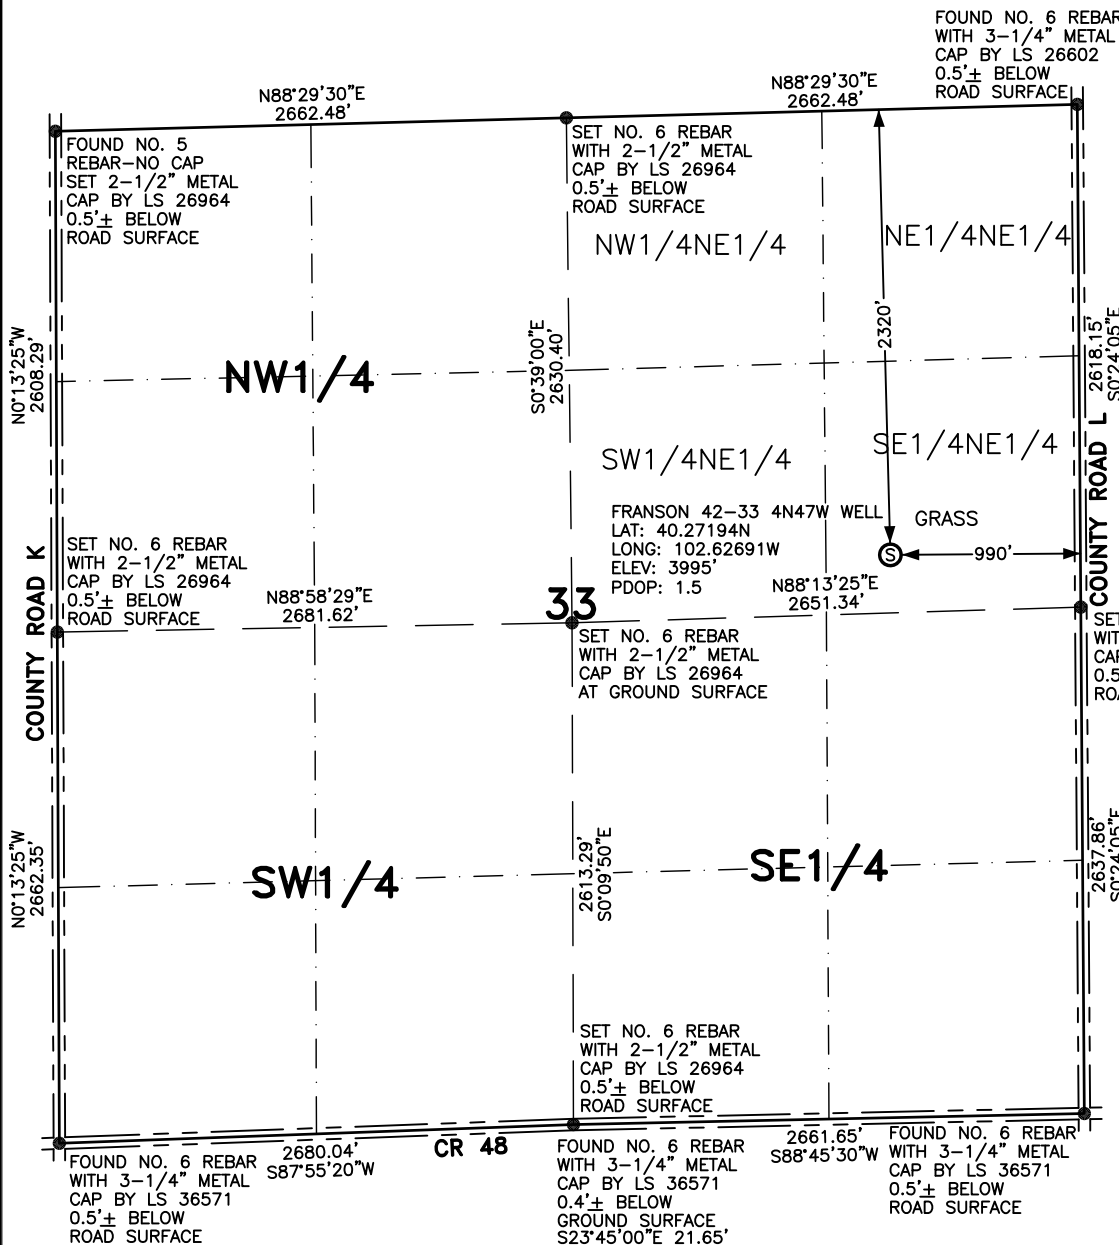 FOUND NO. 6 REBAR
WITH 3-1/4" METAL
CAP BY LS 26602
0.5'± BELOW
ROAD SURFACE
N88°29'30"E
2662.48'
N88°29'30"E
2662.48'
FOUND NO. 5
REBAR-NO CAP
SET 2-1/2" METAL
CAP BY LS 26964
0.5'± BELOW
ROAD SURFACE
SET NO. 6 REBAR
WITH 2-1/2" METAL
CAP BY LS 26964
0.5'± BELOW
ROAD SURFACE
NW1/4NE1/4
NE1/4NE1/4
2320'
N0°13'25"W
2608.29'
NW1/4
S0°39'00"E
2630.40'
2618.15'
S0°24'05"E
SW1/4NE1/4
SE1/4NE1/4
COUNTY ROAD L
FRANSON 42-33 4N47W WELL
LAT: 40.27194N
LONG: 102.62691W
ELEV: 3995'
PDOP: 1.5
GRASS
S
990'
COUNTY ROAD K
SET NO. 6 REBAR
WITH 2-1/2" METAL
CAP BY LS 26964
0.5'± BELOW
ROAD SURFACE
N88°58'29"E
2681.62'
33
N88°13'25"E
2651.34'
SET NO. 6 REBAR
WITH 2-1/2" METAL
CAP BY LS 26964
AT GROUND SURFACE
SET
0.5
N0°13'25"W
2662.35'
SW1/4
2613.29'
S0°09'50"E
SE1/4
2637.86'
S0°24'05"E
SET NO. 6 REBAR
WITH 2-1/2" METAL
CAP BY LS 26964
0.5'± BELOW
ROAD SURFACE
FOUND NO. 6 REBAR
WITH 3-1/4" METAL
CAP BY LS 36571
0.5'± BELOW
ROAD SURFACE
2680.04'
S87°55'20"W
CR 48
FOUND NO. 6 REBAR
WITH 3-1/4" METAL
CAP BY LS 36571
0.4'± BELOW
GROUND SURFACE
S23°45'00"E 21.65'
2661.65'
S88°45'30"W
FOUND NO. 6 REBAR
WITH 3-1/4" METAL
CAP BY LS 36571
0.5'± BELOW
ROAD SURFACE